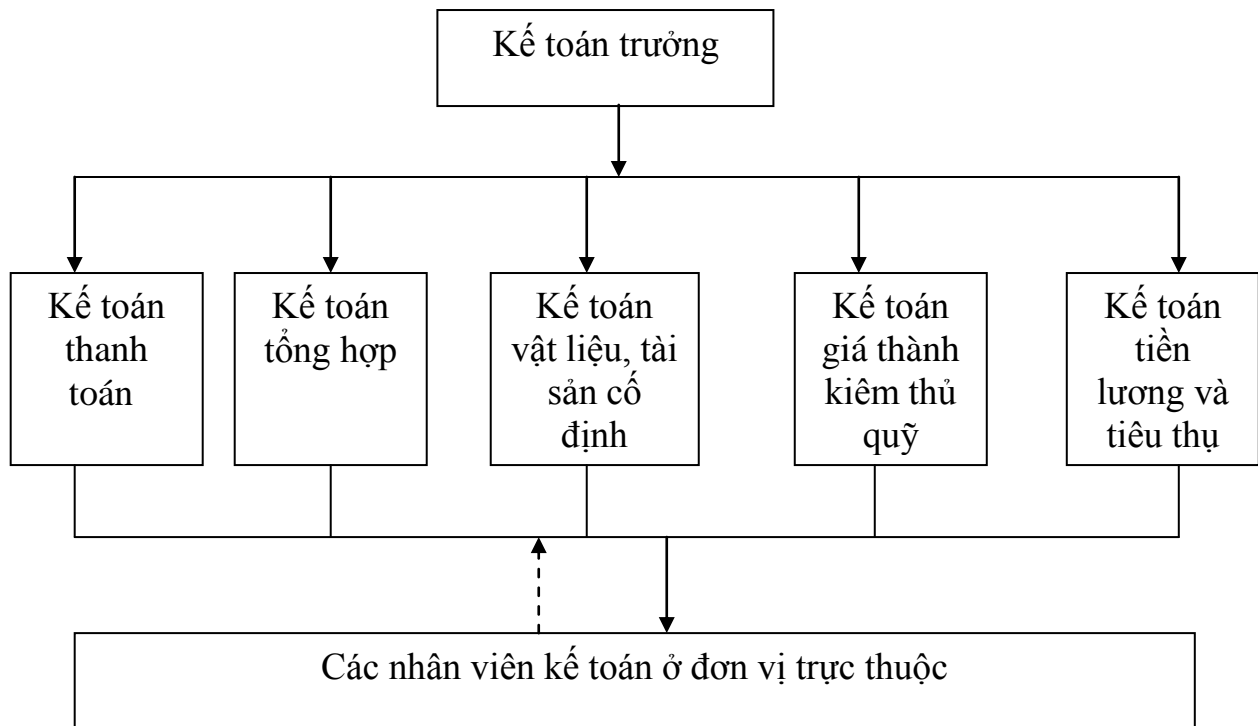 Kế toán trưởng
Kế toán
thanh
toán
Kế toán
tổng hợp
Kế toán
vật liệu, tài
sản cố
định
Kế toán
giá thành
kiêm thủ
quỹ
Kế toán
tiền
lương và
tiêu thụ
Các nhân viên kế toán ở đơn vị trực thuộc